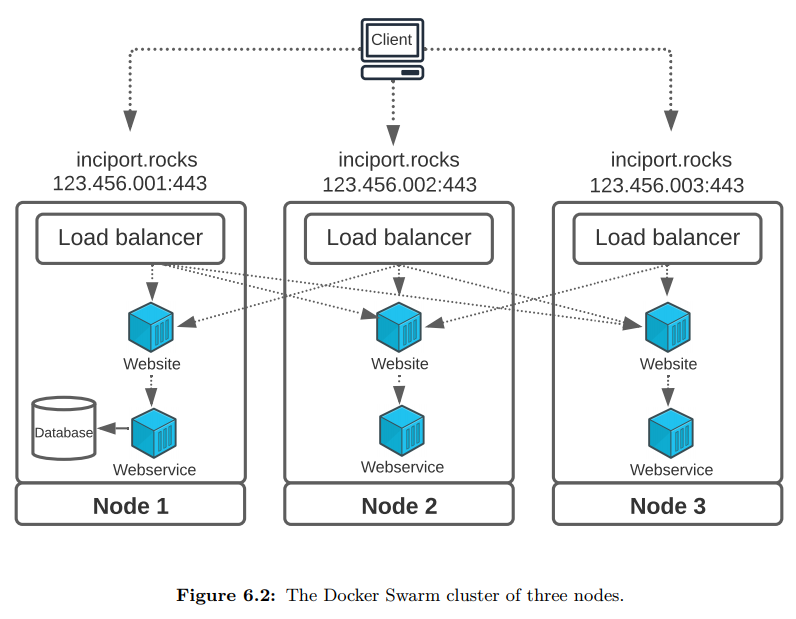 Client
inciport.rocks
123.456.001:443
inciport.rocks
123.456.002:443
inciport.rocks
123.456.003:443
Load balancer
Load balancer
Load balancer
Website
Website
Website
Database
Webservice
Webservice
Webservice
Node 1
Node 2
Node 3
Figure 6.2: The Docker Swarm cluster of three nodes.